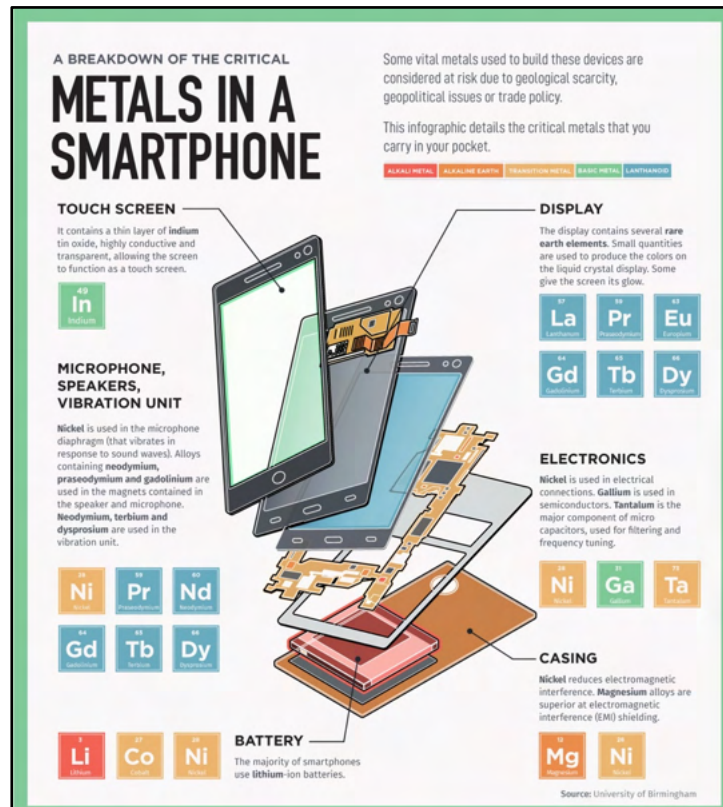 A BREAKDOWN OF THE CRITICAL
METALS IN A
SMARTPHONE
Some vital metals used to build these devices are
considered at risk due to geological scarcity,
geopolitical issues or trade policy.
This infographic details the critical metals that you
carry in your pocket.
ALKALI METAL
ALKALINE EARTH
TRANSITION METAL
BASIC METAL
LANTHANOID
TOUCH SCREEN
It contains a thin layer of indium
tin oxide, highly conductive and
transparent, allowing the screen
to function as a touch screen.
49
In
Indium
DISPLAY
The display contains several rare
earth elements. Small quantities
are used to produce the colors on
the liquid crystal display. Some
give the screen its glow.
57
La
Lanthanum
59
Pr
Praseodymium
63
Eu
Europium
64
Gd
Gadolinium
65
Tb
Terbium
66
Dy
Dysprosium
MICROPHONE,
SPEAKERS,
VIBRATION UNIT
Nickel is used in the microphone
diaphragm (that vibrates in
response to sound waves). Alloys
containing neodymium,
praseodymium and gadolinium are
used in the magnets contained in
the speaker and microphone.
Neodymium, terbium and
dysprosium are used in the
vibration unit.
Ni
Nickel
59
Pr
Praseodymium
60
Nd
Neodymium
64
Gd
Gadolinium
65
Tb
Terbium
66
Dy
Dysprosium
ELECTRONICS
Nickel is used in electrical
connections. Gallium is used in
semiconductors. Tantalum is the
major component of micro
capacitors, used for filtering and
frequency tuning.
Ni
Nickel
31
Ga
Gallium
73
Ta
Tantalum
CASING
Nickel reduces electromagnetic
interference. Magnesium alloys are
superior at electromagnetic
interference (EMI) shielding.
12
Mg
Magnesium
Ni
Nickel
BATTERY
The majority of smartphones
use lithium-ion batteries.
3
Li
Lithium
27
Co
Cobalt
Ni
Nickel
Source: University of Birmingham